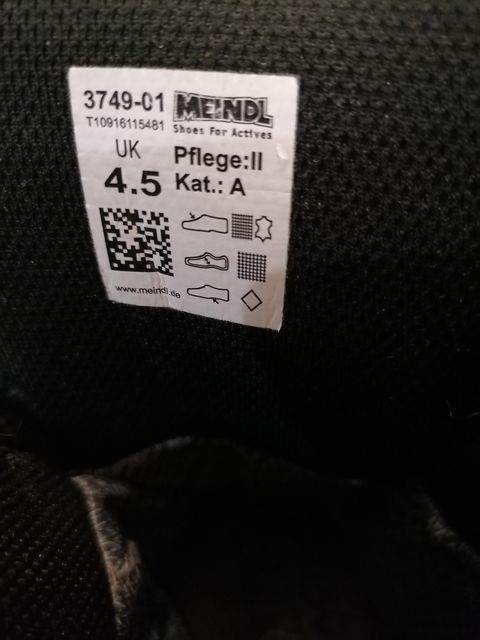 3749-01
MEINDL
T10916115481
Shoes For Actives
UK
Pflege:II
4.5
Kat.: A
www.meindl.de